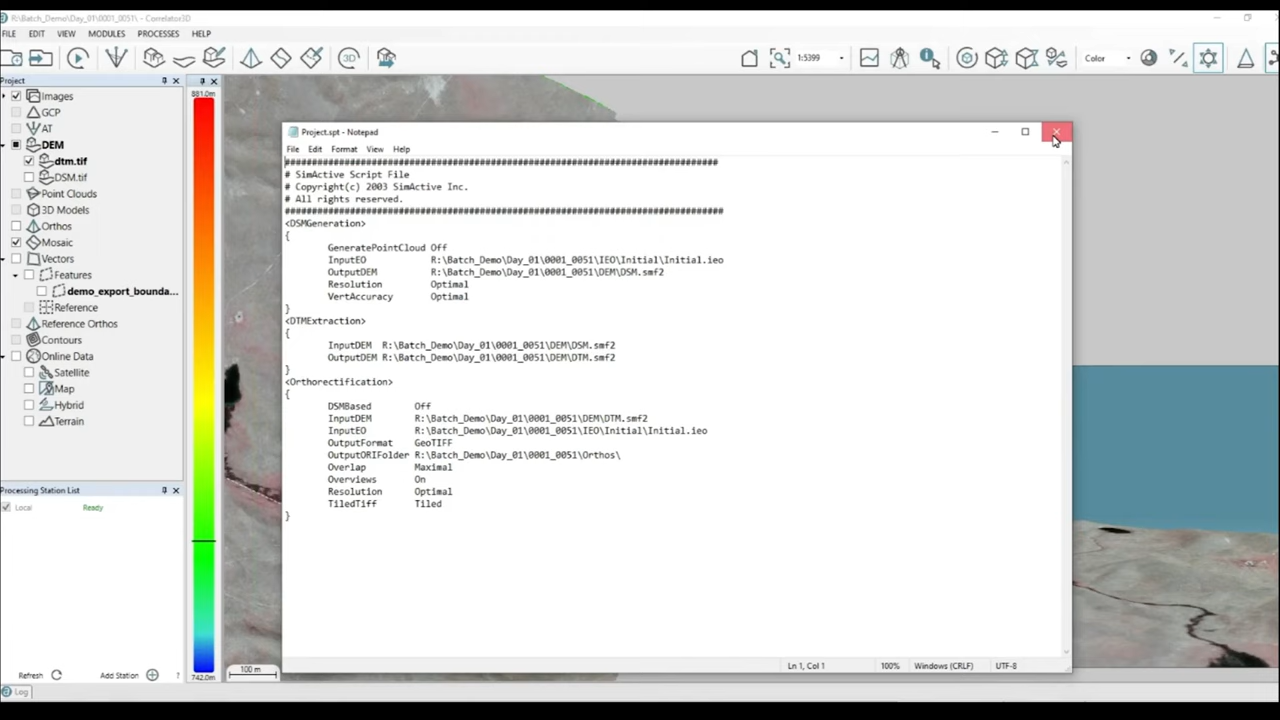 R:\Batch_Demo\Day_01\0001_0051\ - Correlator3D
FILE EDIT VIEW MODULES PROCESSES HELP
3D
1:5399
Color
Project
Images
GCP
AT
DEM
dtm.tif
DSM.tif
Point Clouds
3D Models
Orthos
Mosaic
Vectors
Features
demo_export_bounda...
Reference
Reference Orthos
Contours
Online Data
Satellite
Map
Hybrid
Terrain
Processing Station List
Local Ready
Refresh Add Station
Log
881.0m
742.0m
100 m
Project.spt - Notepad
File Edit Format View Help
################################################################################
# SimActive Script File
# Copyright(c) 2003 SimActive Inc.
# All rights reserved.
################################################################################
<DSMGeneration>
{
GeneratePointCloud Off
InputEO R:\Batch_Demo\Day_01\0001_0051\IEO\Initial\Initial.ieo
OutputDEM R:\Batch_Demo\Day_01\0001_0051\DEM\DSM.smf2
Resolution Optimal
VertAccuracy Optimal
}
<DTMExtraction>
{
InputDEM R:\Batch_Demo\Day_01\0001_0051\DEM\DSM.smf2
OutputDEM R:\Batch_Demo\Day_01\0001_0051\DEM\DTM.smf2
}
<Orthorectification>
{
DSMBased Off
InputDEM R:\Batch_Demo\Day_01\0001_0051\DEM\DTM.smf2
InputEO R:\Batch_Demo\Day_01\0001_0051\IEO\Initial\Initial.ieo
OutputFormat GeoTIFF
OutputORIFolder R:\Batch_Demo\Day_01\0001_0051\Orthos\
Overlap Maximal
Overviews On
Resolution Optimal
TiledTiff Tiled
}
Ln 1, Col 1 100% Windows (CRLF) UTF-8